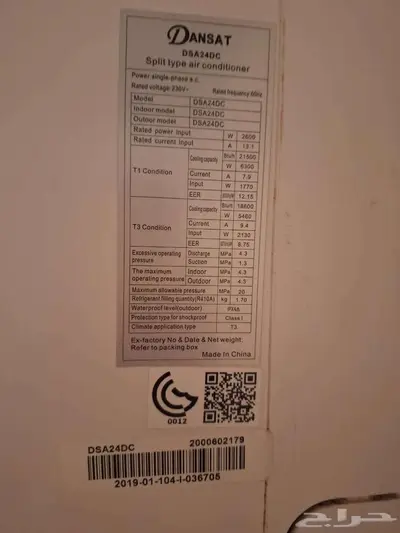 DANSAT
DSA24DC
Split type air conditioner
Power single-phase a.c.
Rated voltage 230V~ Rated frequency 60Hz
Model DSA24DC
Indoor model DSA24DC
Outdoor model DSA24DC
Rated power input W 2600
Rated current input A 13.1
T1 Condition
Cooling capacity Btu/h 21500
W 6300
Current A 7.9
Input W 1770
EER 12.15
T3 Condition
Cooling capacity Btu/h 18600
W 5460
Current A 9.4
Input W 2130
EER 8.75
Excessive operating pressure
Discharge MPa 4.3
Suction MPa 1.3
The maximum operating pressure
Indoor MPa 4.3
Outdoor MPa 4.3
Maximum allowable pressure MPa 20
Refrigerant filling quantity(R410A) kg 1.70
Waterproof level(outdoor)
Protection type for shockproof Class I
Climate application type T3
Ex-factory No & Date & Net weight.
Refer to packing box
Made In China
0012
DSA24DC 2000602179
2019-01-104-I-036705
حراج